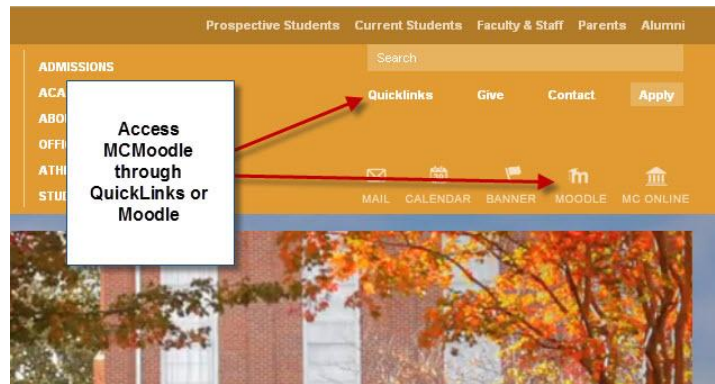 Prospective Students Current Students Faculty & Staff Parents Alumni
Search
ADMISSIONS
Quicklinks Give Contact Apply
Access
MCMoodle
through
QuickLinks or
Moodle
MAIL CALENDAR BANNER MOODLE MC ONLINE